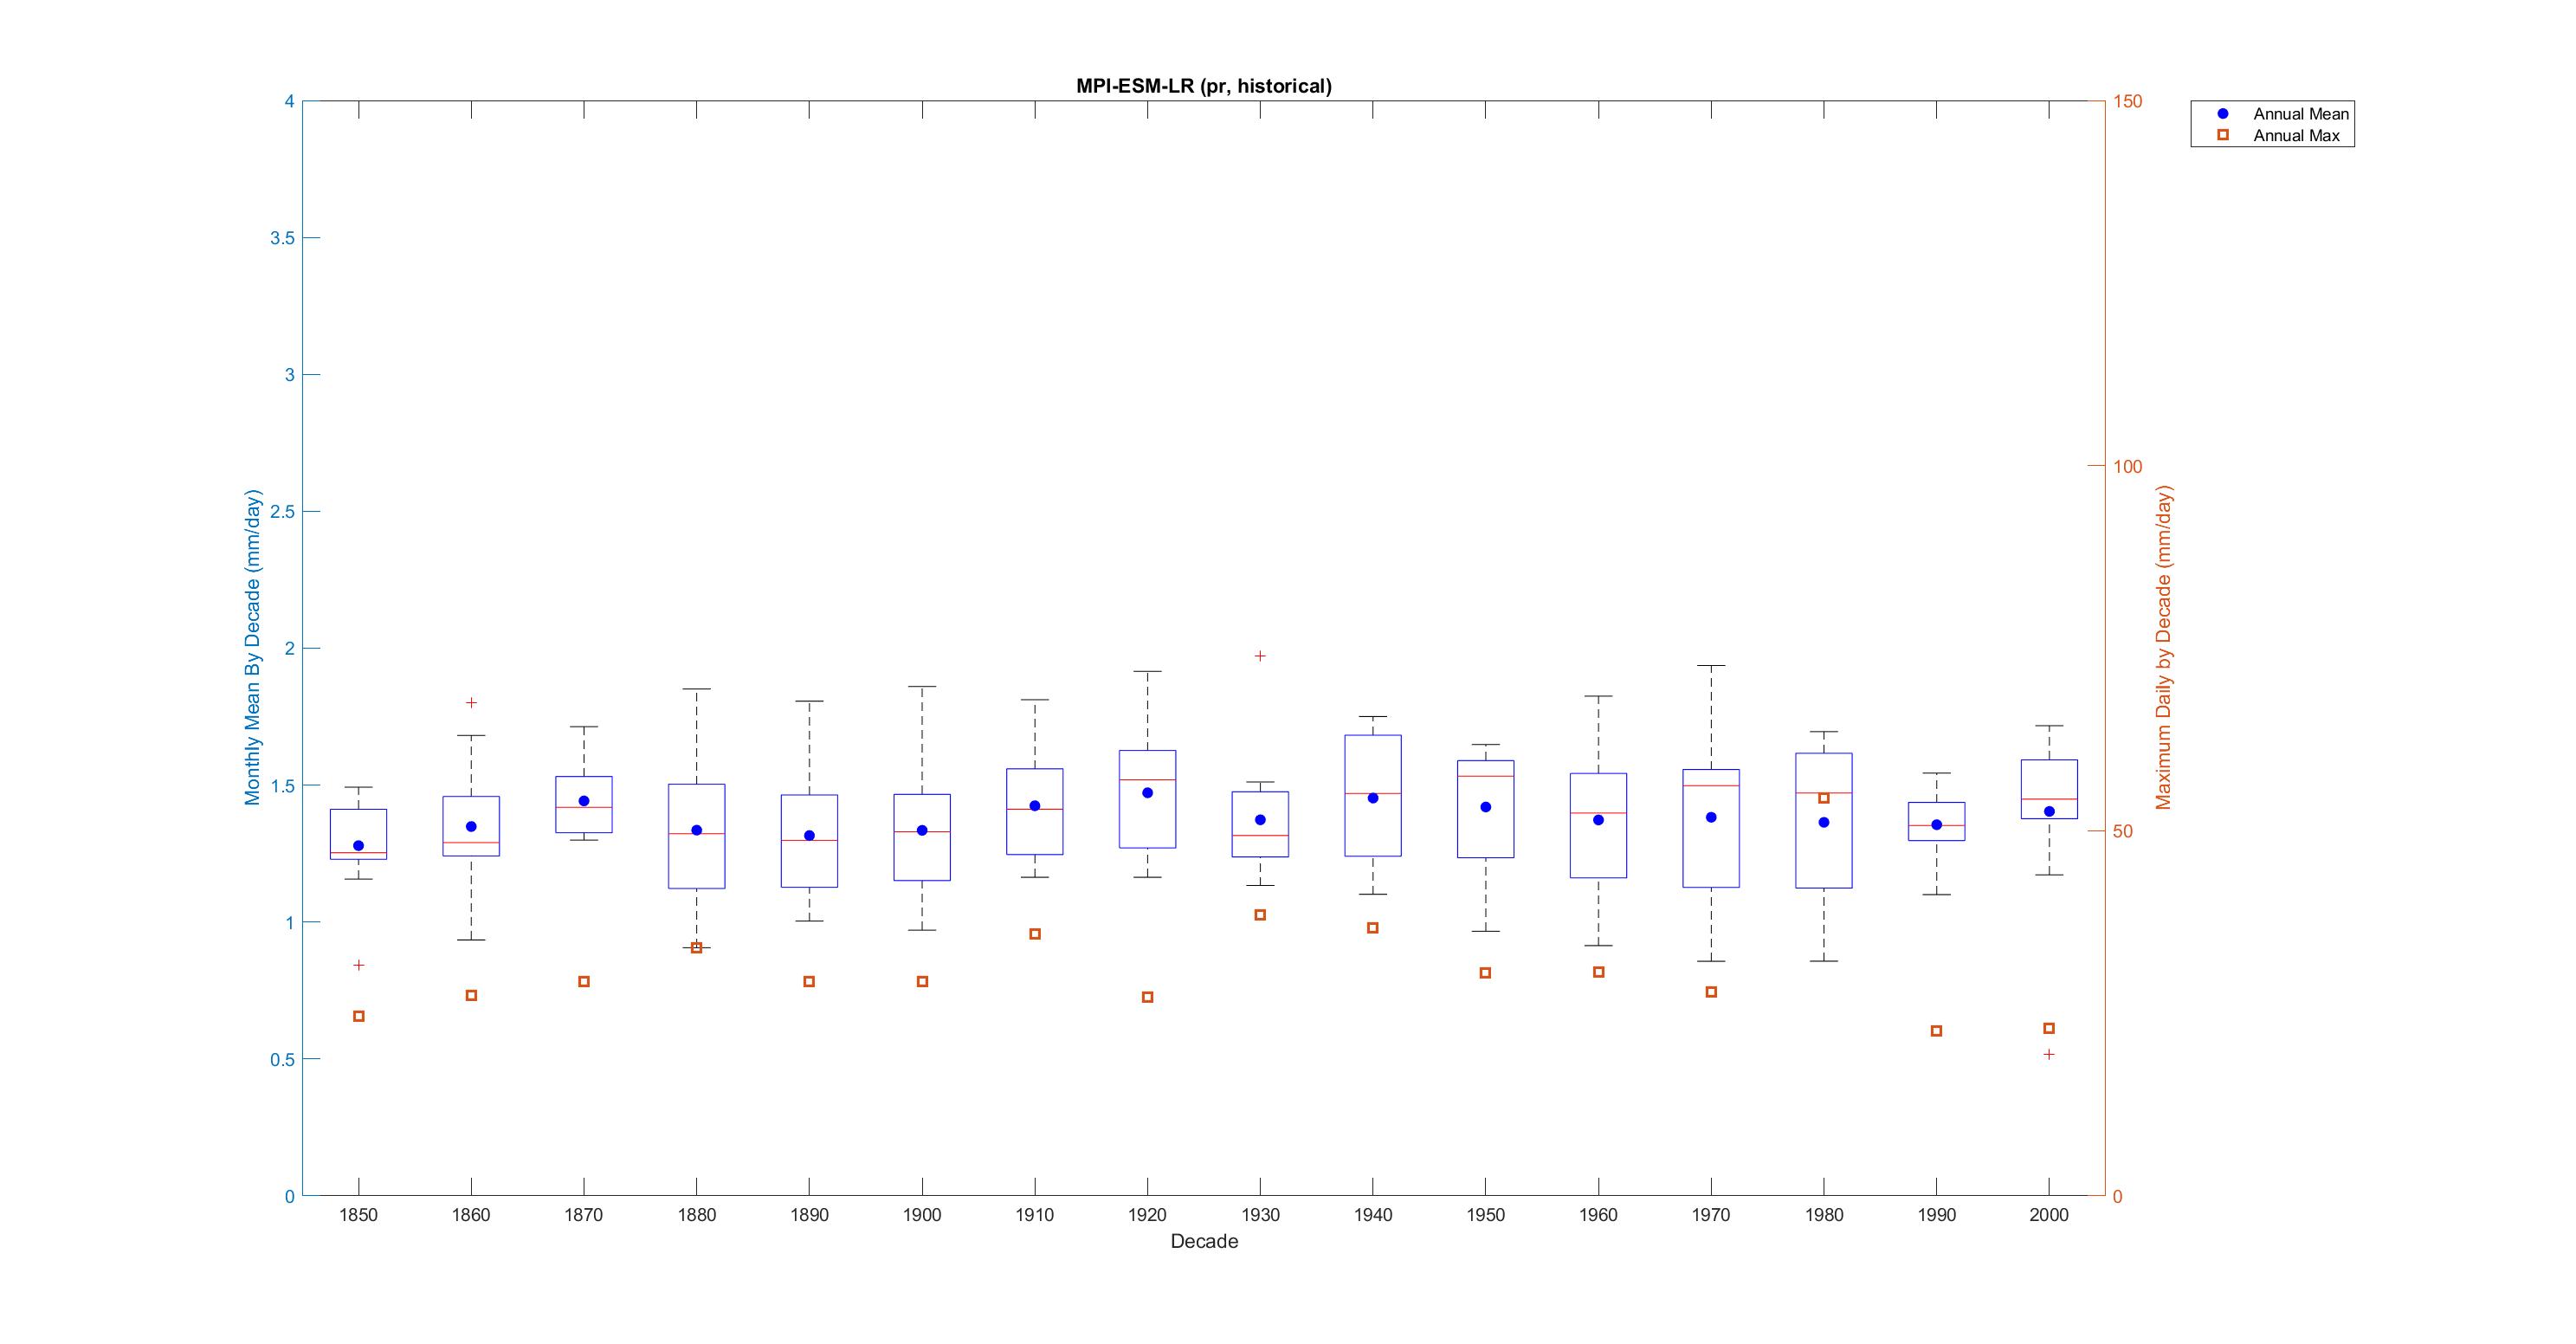 MPI-ESM-LR (pr, historical)
Annual Mean
Annual Max
Monthly Mean By Decade (mm/day)
4
3.5
3
2.5
2
1.5
1
0.5
0
150
100
50
0
Maximum Daily by Decade (mm/day)
1850 1860 1870 1880 1890 1900 1910 1920 1930 1940 1950 1960 1970 1980 1990 2000
Decade